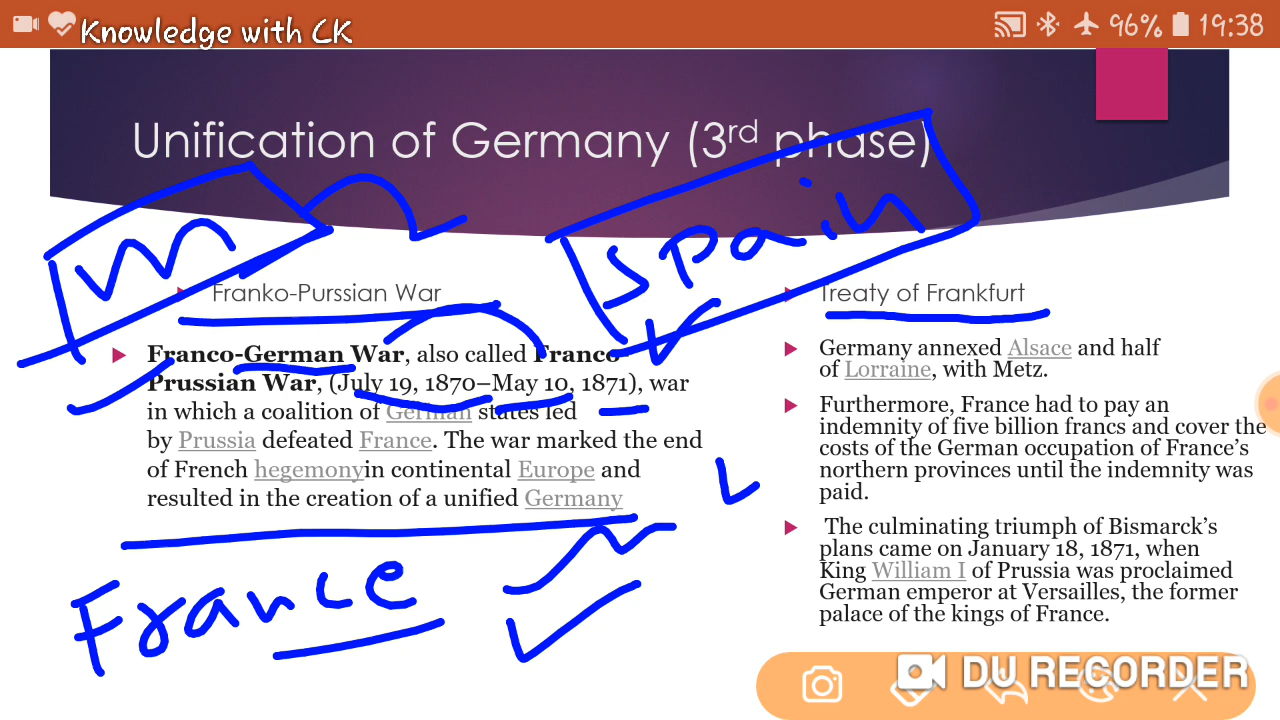 Knowledge with CK
96% 19:38
Unification of Germany (3rd phase)
Spain
Franko-Purssian War
Franco-German War, also called Franco-
Prussian War, (July 19, 1870–May 10, 1871), war
in which a coalition of German states led
by Prussia defeated France. The war marked the end
of French hegemonyin continental Europe and
resulted in the creation of a unified Germany
France
Treaty of Frankfurt
Germany annexed Alsace and half
of Lorraine, with Metz.
Furthermore, France had to pay an
indemnity of five billion francs and cover the
costs of the German occupation of France's
northern provinces until the indemnity was
paid.
The culminating triumph of Bismarck's
plans came on January 18, 1871, when
King William I of Prussia was proclaimed
German emperor at Versailles, the former
palace of the kings of France.
DU RECORDER